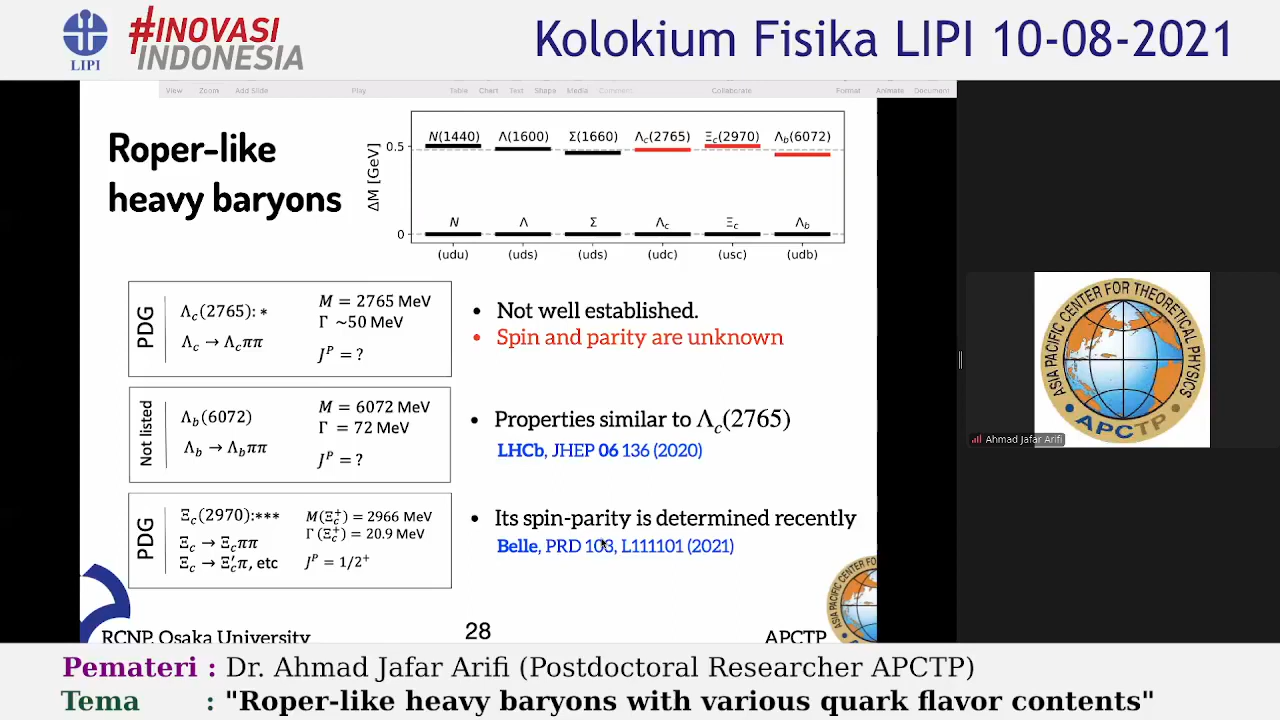 LIPI
#INOVASI
INDONESIA
Kolokium Fisika LIPI 10-08-2021
View Zoom Add Slide Play Table Chart Text Shape Media Comment Collaborate Format Animate Document
Roper-like
heavy baryons
ΔM [GeV]
0.5
0
N(1440) Λ(1600) Σ(1660) Λc(2765) Ξc(2970) Λb(6072)
N Λ Σ Λc Ξc Λb
(udu) (uds) (uds) (udc) (usc) (udb)
PDG
Λc(2765): *
Λc → Λcππ
M = 2765 MeV
Γ ~50 MeV
J^P = ?
• Not well established.
• Spin and parity are unknown
Not listed
Λb(6072)
Λb → Λbππ
M = 6072 MeV
Γ = 72 MeV
J^P = ?
• Properties similar to Λc(2765)
LHCb, JHEP 06 136 (2020)
PDG
Ξc(2970):***
Ξc → Ξcππ
Ξc → Ξ′cπ, etc
M(Ξc⁺) = 2966 MeV
Γ (Ξc⁺) = 20.9 MeV
J^P = 1/2⁺
• Its spin-parity is determined recently
Belle, PRD 103, L111101 (2021)
RCNP, Osaka University
28
APCTP
ASIA PACIFIC CENTER FOR THEORETICAL PHYSICS
APCTP
Ahmad Jafar Arifi
Pemateri : Dr. Ahmad Jafar Arifi (Postdoctoral Researcher APCTP)
Tema : "Roper-like heavy baryons with various quark flavor contents"